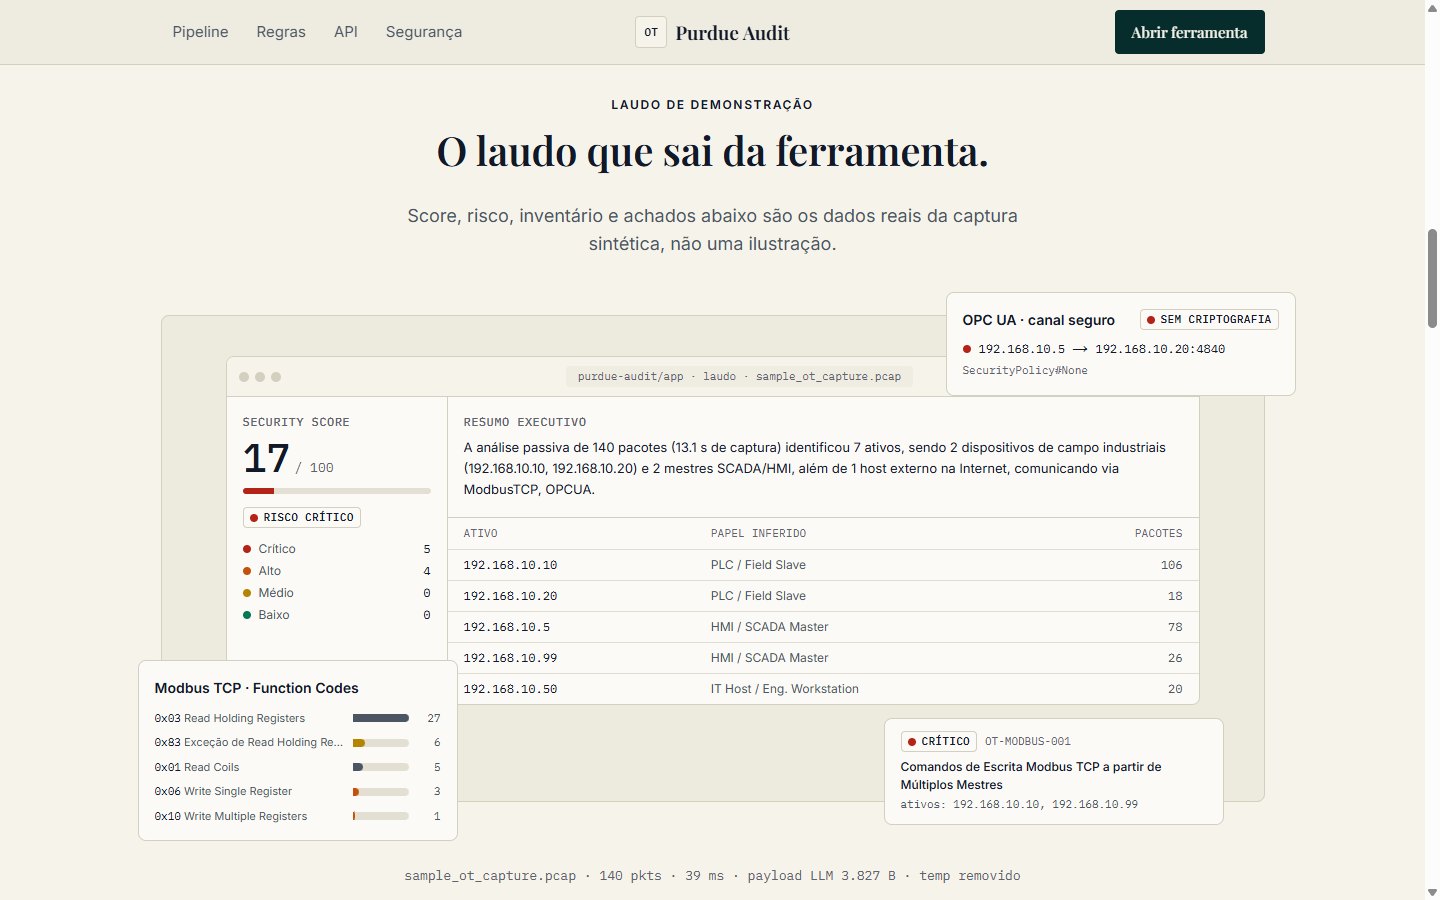 Pipeline Regras API Segurança
OT Purdue Audit
Abrir ferramenta
LAUDO DE DEMONSTRAÇÃO
O laudo que sai da ferramenta.
Score, risco, inventário e achados abaixo são os dados reais da captura
sintética, não uma ilustração.
OPC UA · canal seguro SEM CRIPTOGRAFIA
192.168.10.5 → 192.168.10.20:4840
SecurityPolicy#None
purdue-audit/app · laudo · sample_ot_capture.pcap
SECURITY SCORE
17 / 100
RISCO CRÍTICO
Crítico 5
Alto 4
Médio 0
Baixo 0
RESUMO EXECUTIVO
A análise passiva de 140 pacotes (13.1 s de captura) identificou 7 ativos, sendo 2 dispositivos de campo industriais
(192.168.10.10, 192.168.10.20) e 2 mestres SCADA/HMI, além de 1 host externo na Internet, comunicando via
ModbusTCP, OPCUA.
ATIVO PAPEL INFERIDO PACOTES
192.168.10.10 PLC / Field Slave 106
192.168.10.20 PLC / Field Slave 18
192.168.10.5 HMI / SCADA Master 78
192.168.10.99 HMI / SCADA Master 26
192.168.10.50 IT Host / Eng. Workstation 20
Modbus TCP · Function Codes
0x03 Read Holding Registers 27
0x83 Exceção de Read Holding Re... 6
0x01 Read Coils 5
0x06 Write Single Register 3
0x10 Write Multiple Registers 1
CRÍTICO OT-MODBUS-001
Comandos de Escrita Modbus TCP a partir de
Múltiplos Mestres
ativos: 192.168.10.10, 192.168.10.99
sample_ot_capture.pcap · 140 pkts · 39 ms · payload LLM 3.827 B · temp removido